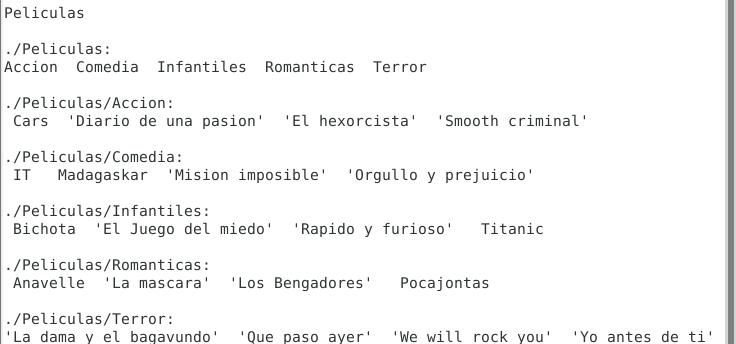 Peliculas
./Peliculas:
Accion  Comedia  Infantiles  Romanticas  Terror
./Peliculas/Accion:
 Cars  'Diario de una pasion'  'El hexorcista'  'Smooth criminal'
./Peliculas/Comedia:
 IT   Madagaskar  'Mision imposible'  'Orgullo y prejuicio'
./Peliculas/Infantiles:
 Bichota  'El Juego del miedo'  'Rapido y furioso'   Titanic
./Peliculas/Romanticas:
 Anavelle  'La mascara'  'Los Bengadores'   Pocajontas
./Peliculas/Terror:
'La dama y el bagavundo'  'Que paso ayer'  'We will rock you'  'Yo antes de ti'